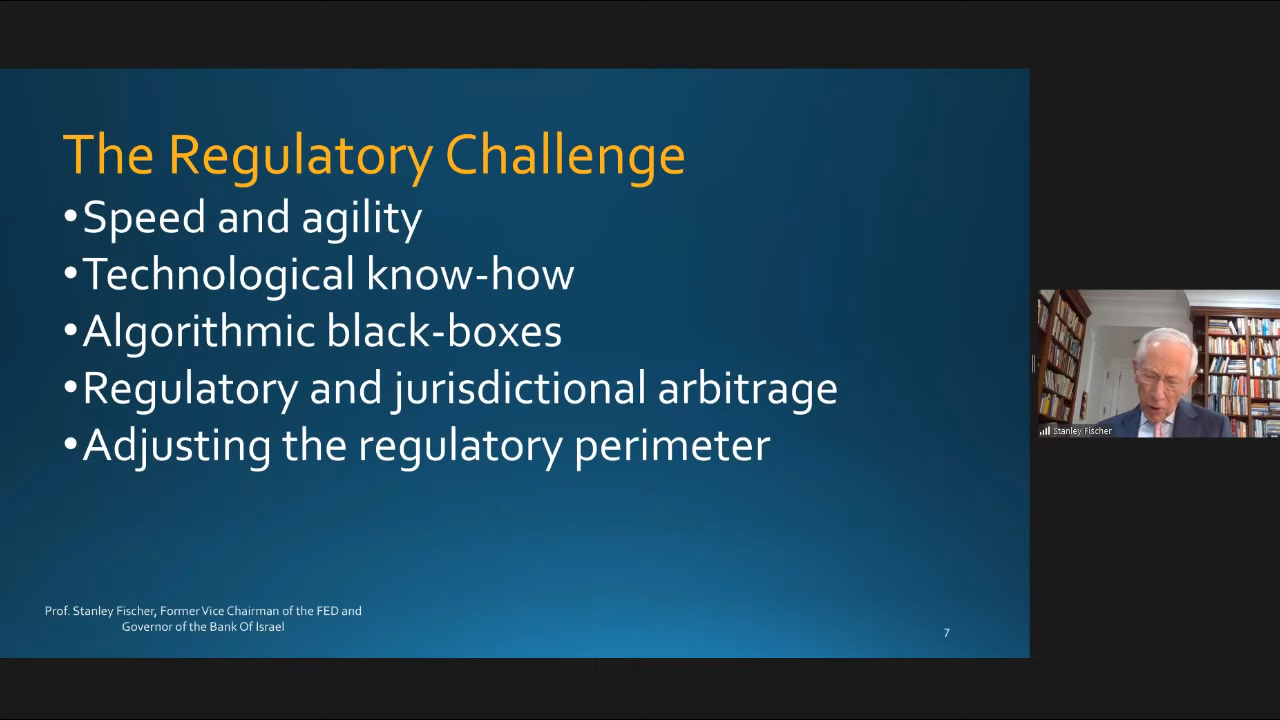 The Regulatory Challenge
•Speed and agility
•Technological know-how
•Algorithmic black-boxes
•Regulatory and jurisdictional arbitrage
•Adjusting the regulatory perimeter
Prof. Stanley Fischer, Former Vice Chairman of the FED and
Governor of the Bank Of Israel
7
Stanley Fischer